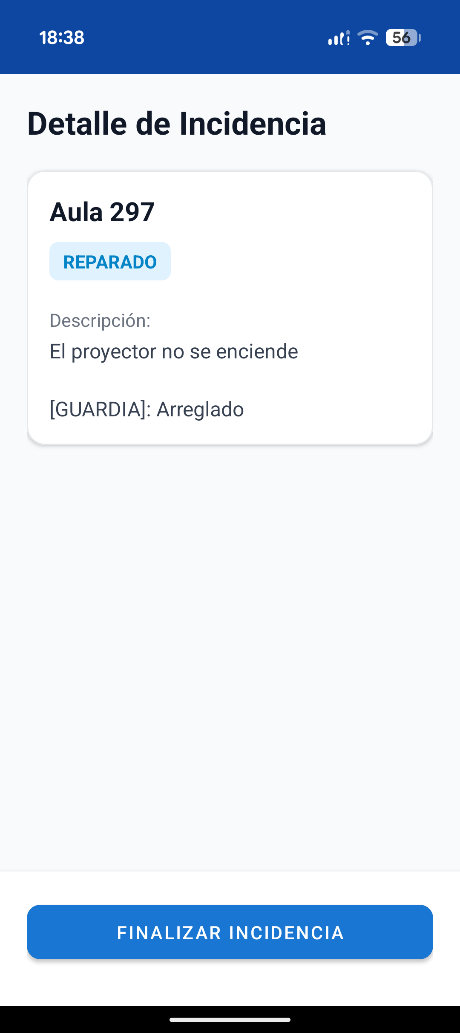 18:38
56
Detalle de Incidencia
Aula 297
REPARADO
Descripción:
El proyector no se enciende
[GUARDIA]: Arreglado
FINALIZAR INCIDENCIA